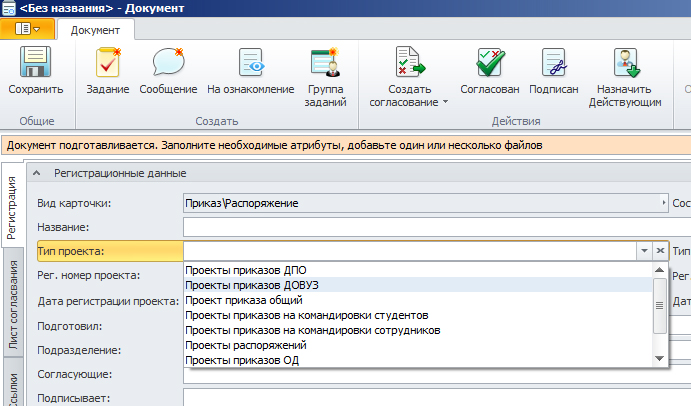 <Без названия> - Документ
Документ
Сохранить
Задание
Сообщение
На ознакомление
Группа заданий
Создать согласование
Согласован
Подписан
Назначить Действующим
Общие
Создать
Действия
Документ подготавливается. Заполните необходимые атрибуты, добавьте один или несколько файлов
Регистрация
Лист согласвания
Регистрационные данные
Вид карточки:
Приказ\Распоряжение
Сос
Название:
Тип проекта:
Тип
Рег. номер проекта:
Рег.
Дата регистрации проекта:
Дат
Подготовил:
Подразделение:
Согласующие:
Подписывает:
Проекты приказов ДПО
Проекты приказов ДОВУЗ
Проект приказа общий
Проекты приказов на командировки студентов
Проекты приказов на командировки сотрудников
Проекты распоряжений
Проекты приказов ОД